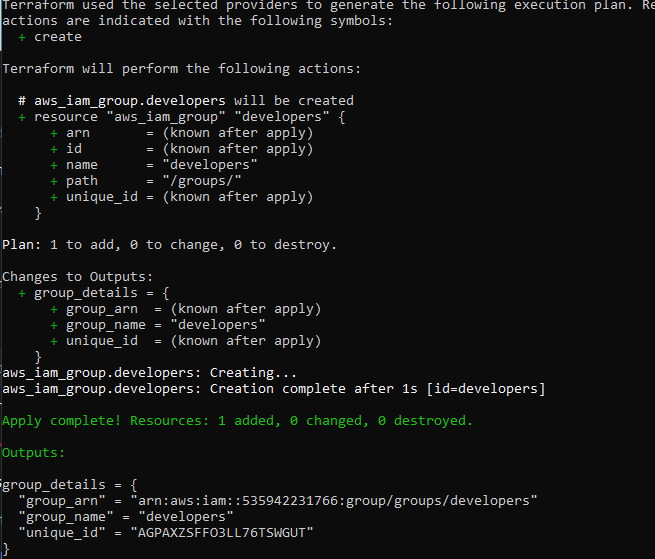 Terraform used the selected providers to generate the following execution plan. Re
actions are indicated with the following symbols:
  + create

Terraform will perform the following actions:

  # aws_iam_group.developers will be created
  + resource "aws_iam_group" "developers" {
      + arn       = (known after apply)
      + id        = (known after apply)
      + name      = "developers"
      + path      = "/groups/"
      + unique_id = (known after apply)
    }

Plan: 1 to add, 0 to change, 0 to destroy.

Changes to Outputs:
  + group_details = {
      + group_arn  = (known after apply)
      + group_name = "developers"
      + unique_id  = (known after apply)
    }
aws_iam_group.developers: Creating...
aws_iam_group.developers: Creation complete after 1s [id=developers]

Apply complete! Resources: 1 added, 0 changed, 0 destroyed.

Outputs:

group_details = {
  "group_arn" = "arn:aws:iam::535942231766:group/groups/developers"
  "group_name" = "developers"
  "unique_id" = "AGPAXZSFFO3LL76TSWGUT"
}